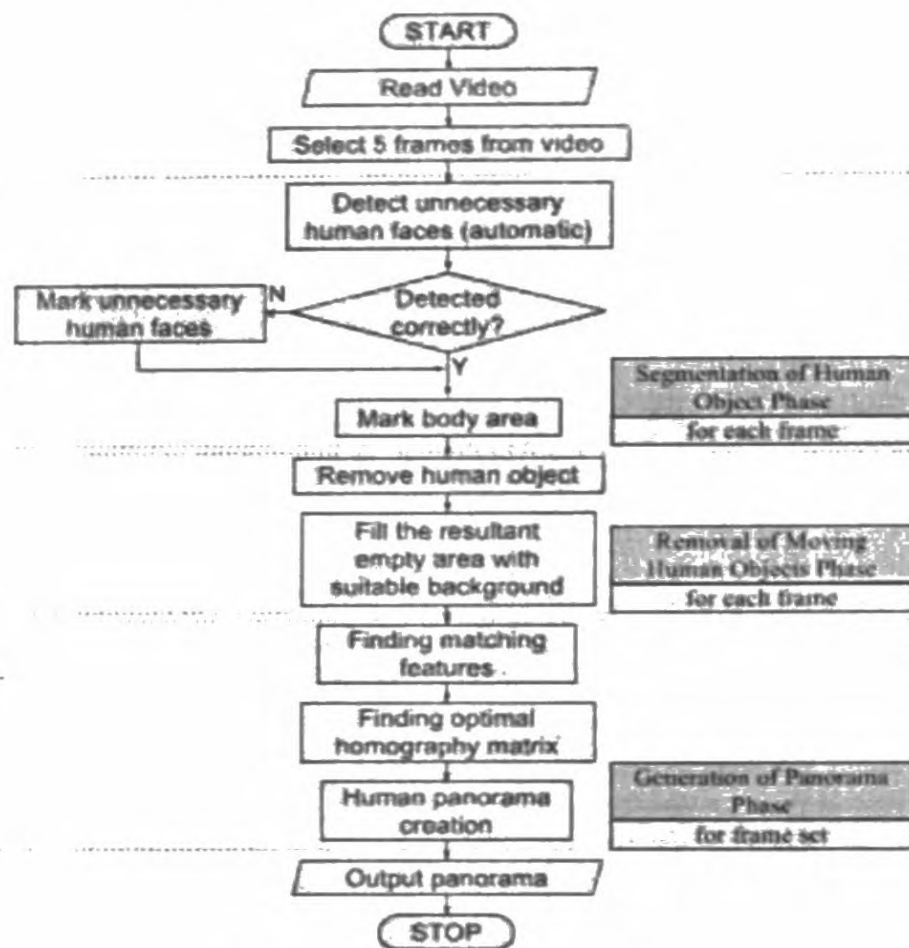 START
Read Video
Select 5 frames from video
Detect unnecessary
human faces (automatic)
Detected
correctly?
N
Mark unnecessary
human faces
Y
Mark body area
Segmentation of Human
Object Phase
for each frame
Remove human object
Fill the resultant
empty area with
suitable background
Removal of Moving
Human Objects Phase
for each frame
Finding matching
features
Finding optimal
homography matrix
Human panorama
creation
Generation of Panorama
Phase
for frame set
Output panorama
STOP